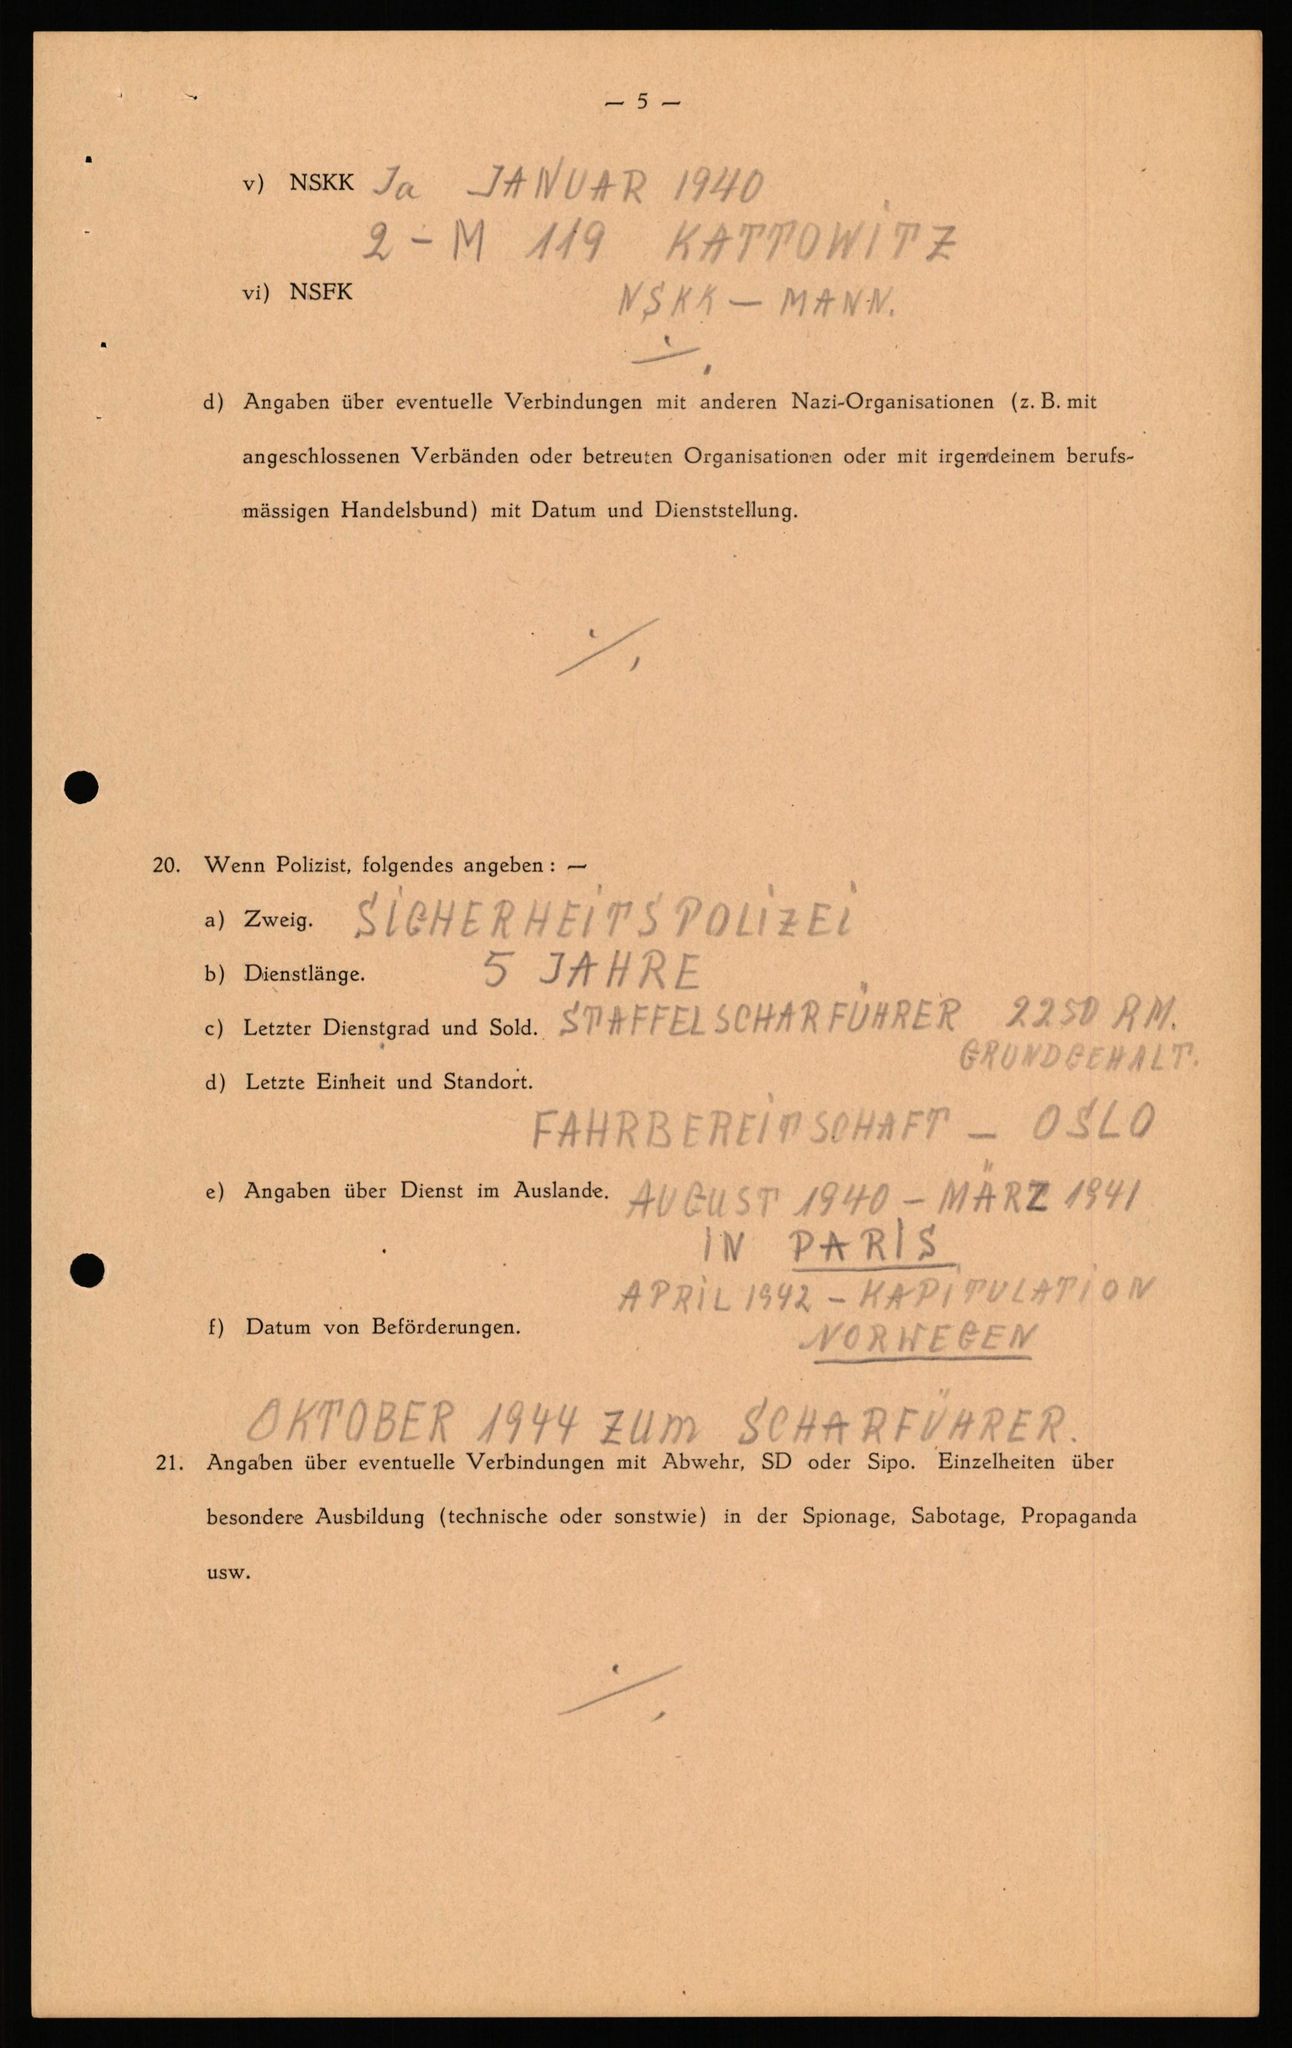 — 5 —
v) NSKK Ja JANUAR 1940
2 – M 119 KATTOWITZ
vi) NSFK NSKK – MANN.
d) Angaben über eventuelle Verbindungen mit anderen Nazi-Organisationen (z. B. mit
angeschlossenen Verbänden oder betreuten Organisationen oder mit irgendeinem berufs-
mässigen Handelsbund) mit Datum und Dienststellung.
20. Wenn Polizist, folgendes angeben : —
a) Zweig. SICHERHEITSPOLIZEI
b) Dienstlänge. 5 JAHRE
c) Letzter Dienstgrad und Sold. STAFFELSCHARFÜHRER 2250 RM.
GRUNDGEHALT.
d) Letzte Einheit und Standort.
FAHRBEREITSCHAFT – OSLO
e) Angaben über Dienst im Auslande. AUGUST 1940 – MÄRZ 1941
IN PARIS
APRIL 1942 – KAPITULATION
f) Datum von Beförderungen. NORWEGEN
OKTOBER 1944 ZUM SCHARFÜHRER.
21. Angaben über eventuelle Verbindungen mit Abwehr, SD oder Sipo. Einzelheiten über
besondere Ausbildung (technische oder sonstwie) in der Spionage, Sabotage, Propaganda
usw.